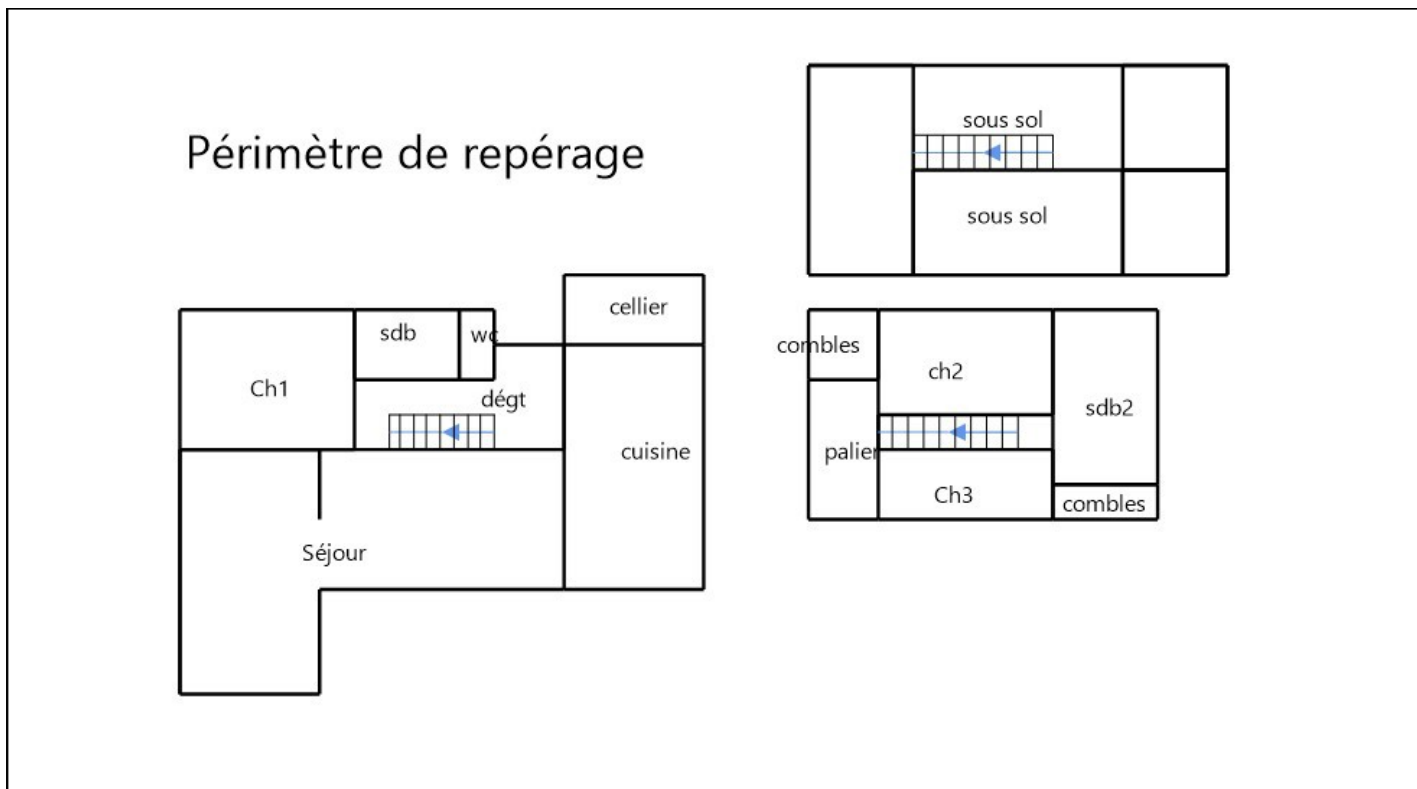 Périmètre de repérage
sous sol
sous sol
cellier
sdb
wc
Ch1
dégt
cuisine
Séjour
combles
ch2
sdb2
palier
Ch3
combles